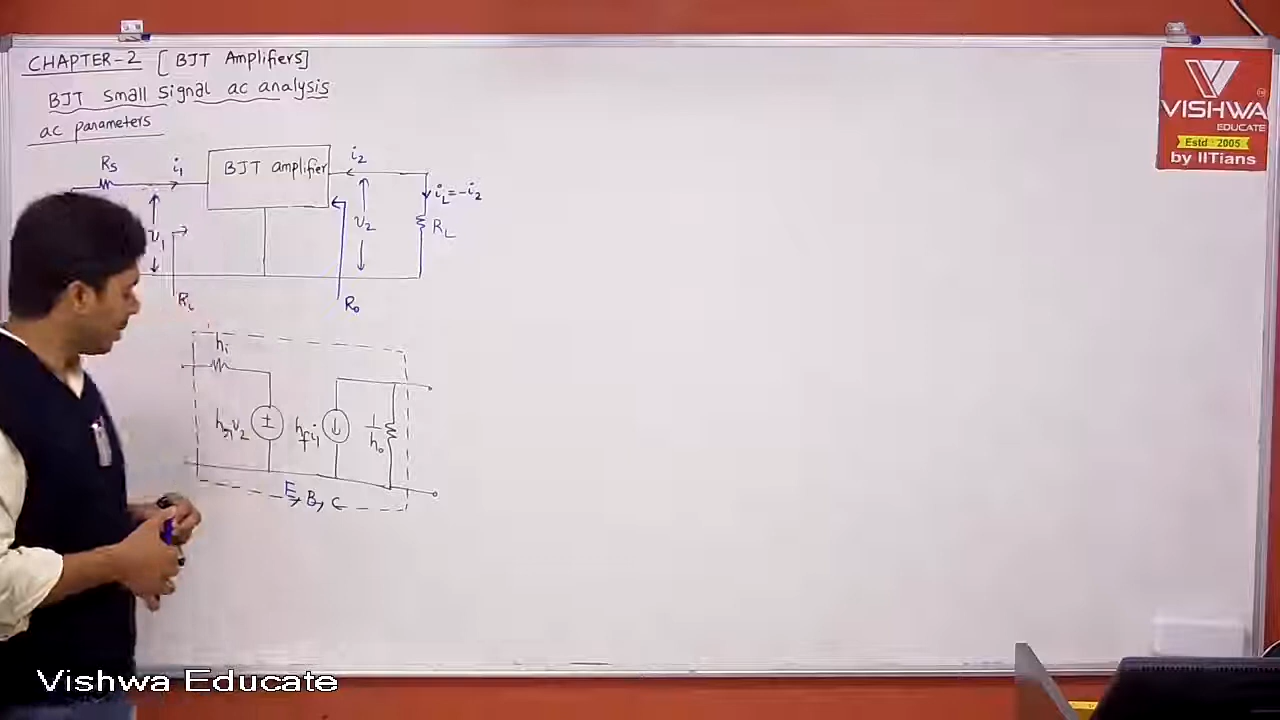 CHAPTER-2 [BJT Amplifiers]
BJT small signal ac analysis
ac parameters
Rs i1 BJT amplifier i2
iL=-i2
v1 v2 RL
Ri Ro
hi
hrv2 hfi1 1/ho
E, B, C
VISHWA
EDUCATE
Estd : 2005
by IITians
Vishwa Educate